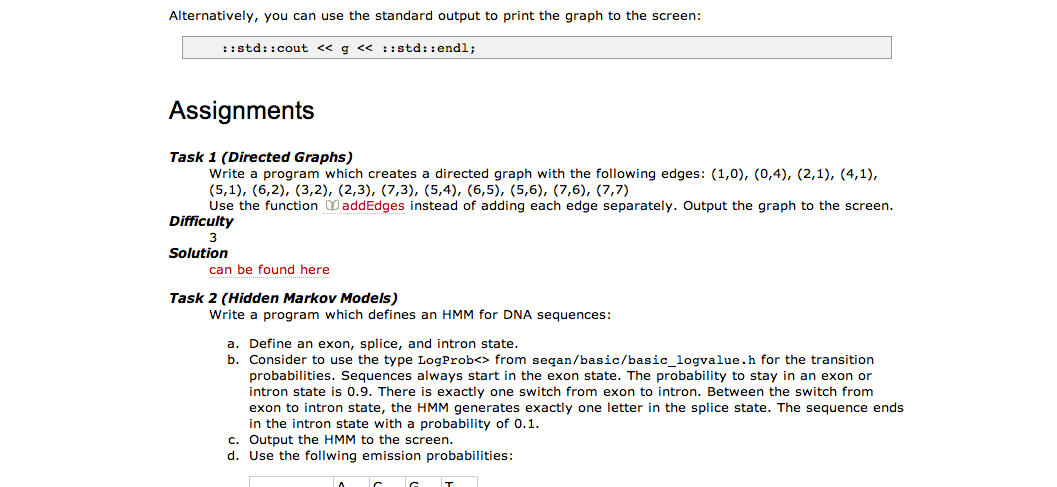 Alternatively, you can use the standard output to print the graph to the screen:
::std::cout << g << ::std::endl;
Assignments
Task 1 (Directed Graphs)
Write a program which creates a directed graph with the following edges: (1,0), (0,4), (2,1), (4,1),
(5,1), (6,2), (3,2), (2,3), (7,3), (5,4), (6,5), (5,6), (7,6), (7,7)
Use the function addEdges instead of adding each edge separately. Output the graph to the screen.
Difficulty
3
Solution
can be found here
Task 2 (Hidden Markov Models)
Write a program which defines an HMM for DNA sequences:
a. Define an exon, splice, and intron state.
b. Consider to use the type LogProb<> from seqan/basic/basic_logvalue.h for the transition
probabilities. Sequences always start in the exon state. The probability to stay in an exon or
intron state is 0.9. There is exactly one switch from exon to intron. Between the switch from
exon to intron state, the HMM generates exactly one letter in the splice state. The sequence ends
in the intron state with a probability of 0.1.
c. Output the HMM to the screen.
d. Use the follwing emission probabilities:
A C G T